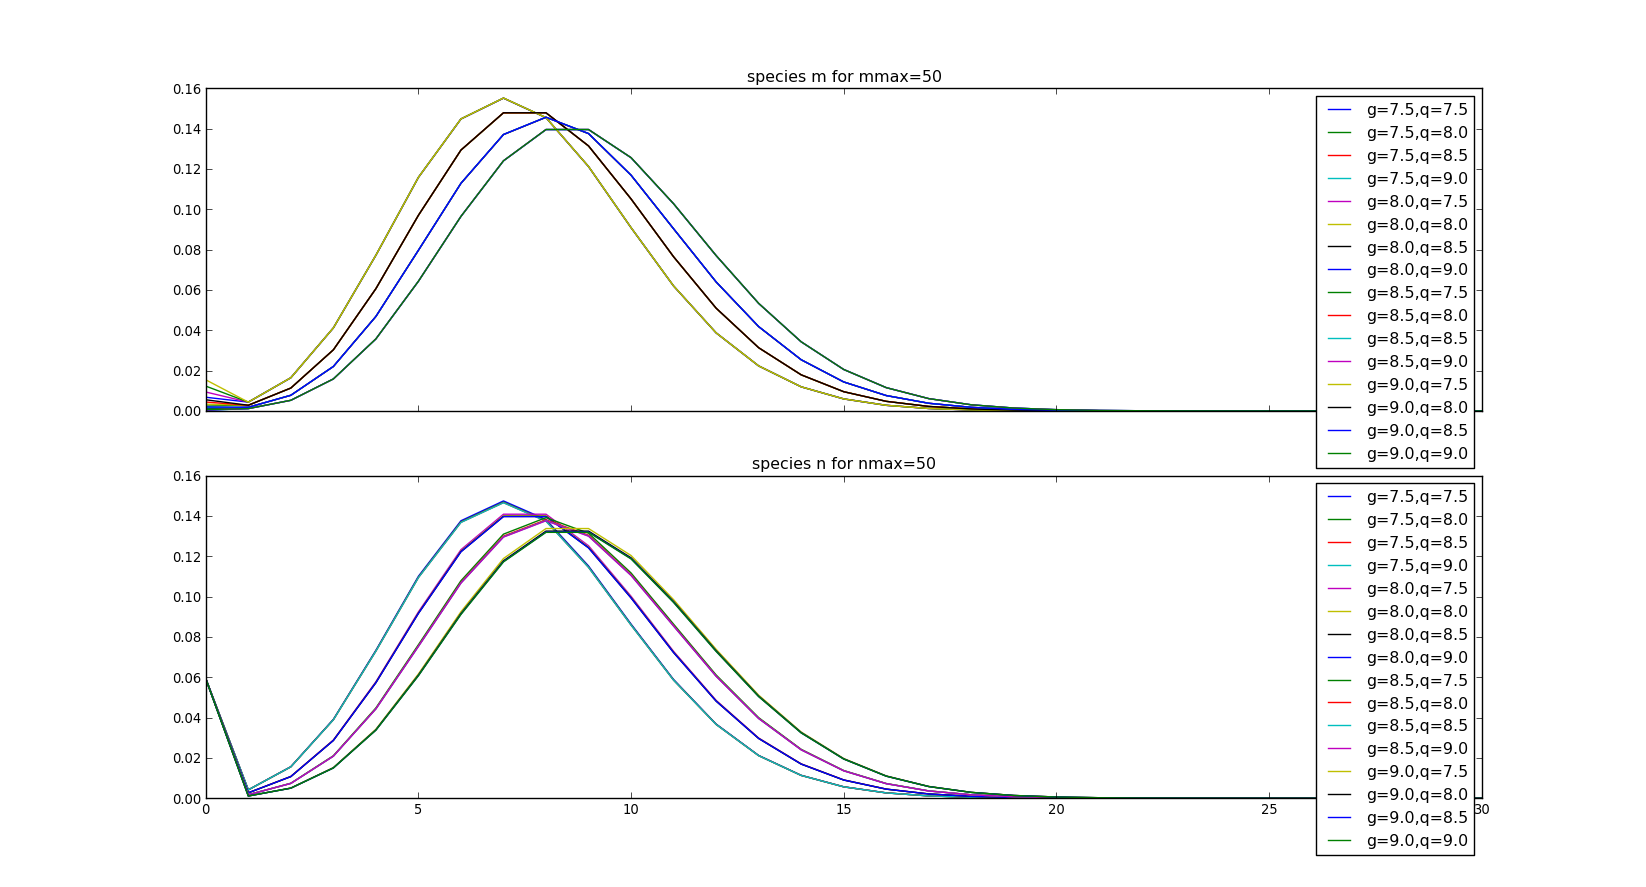 species m for mmax=50
0.16
0.14
0.12
0.10
0.08
0.06
0.04
0.02
0.00
g=7.5,q=7.5
g=7.5,q=8.0
g=7.5,q=8.5
g=7.5,q=9.0
g=8.0,q=7.5
g=8.0,q=8.0
g=8.0,q=8.5
g=8.0,q=9.0
g=8.5,q=7.5
g=8.5,q=8.0
g=8.5,q=8.5
g=8.5,q=9.0
g=9.0,q=7.5
g=9.0,q=8.0
g=9.0,q=8.5
g=9.0,q=9.0
species n for nmax=50
0.16
0.14
0.12
0.10
0.08
0.06
0.04
0.02
0.00
0 5 10 15 20 25 30
g=7.5,q=7.5
g=7.5,q=8.0
g=7.5,q=8.5
g=7.5,q=9.0
g=8.0,q=7.5
g=8.0,q=8.0
g=8.0,q=8.5
g=8.0,q=9.0
g=8.5,q=7.5
g=8.5,q=8.0
g=8.5,q=8.5
g=8.5,q=9.0
g=9.0,q=7.5
g=9.0,q=8.0
g=9.0,q=8.5
g=9.0,q=9.0